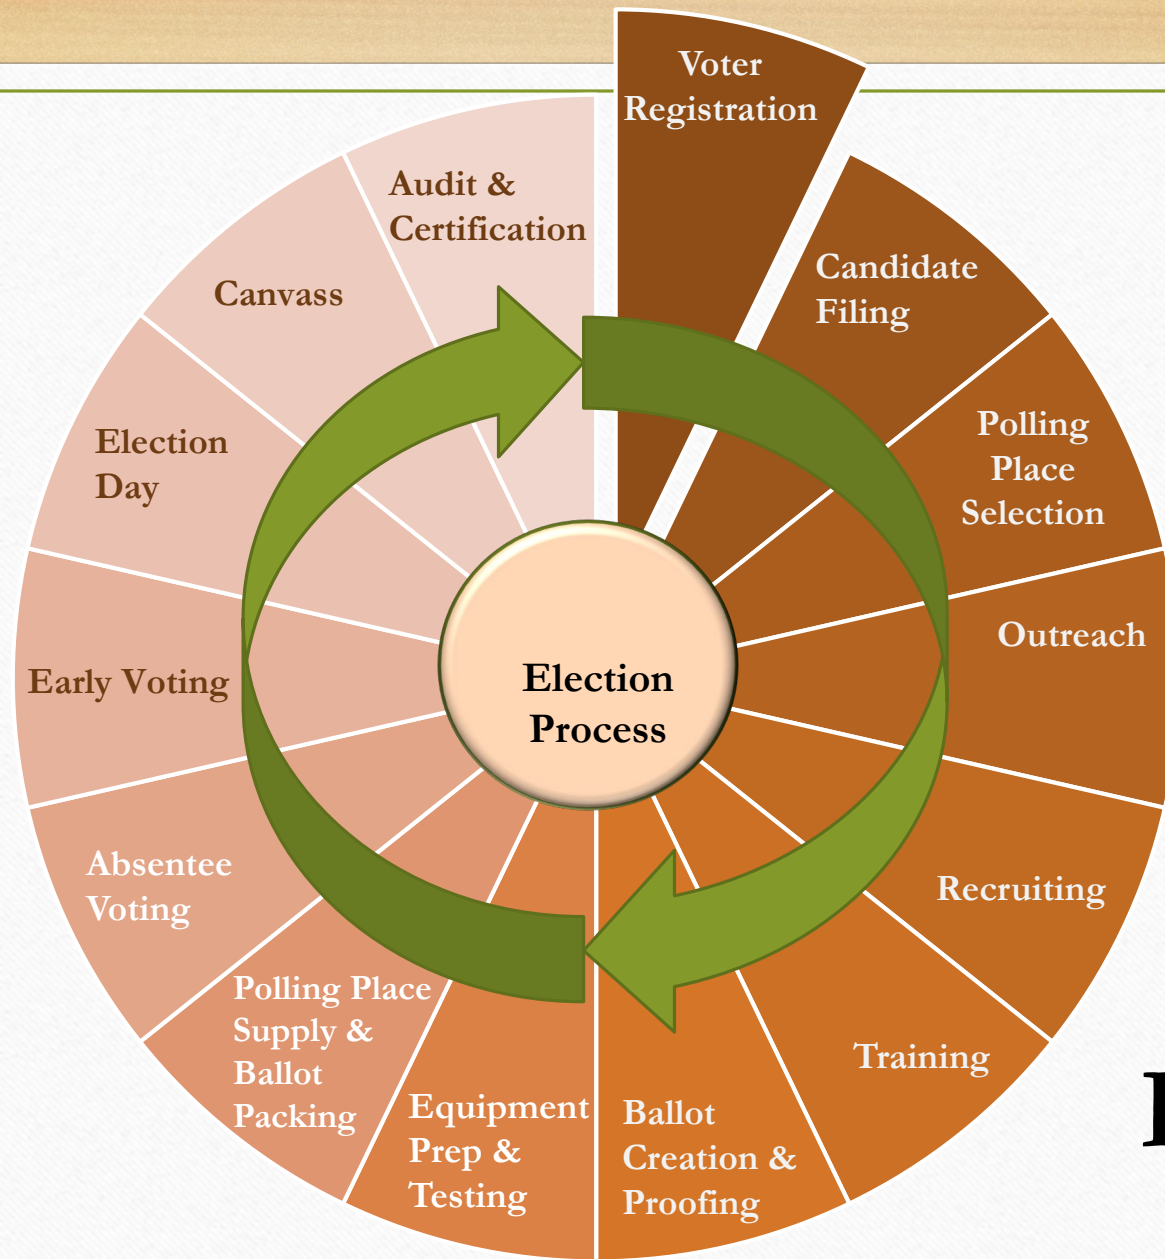 Voter
Registration
Candidate
Filing
Polling
Place
Selection
Outreach
Recruiting
Training
Ballot
Creation &
Proofing
Equipment
Prep &
Testing
Polling Place
Supply &
Ballot
Packing
Absentee
Voting
Early Voting
Election
Day
Canvass
Audit &
Certification
Election
Process